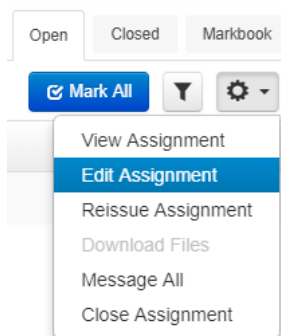 Open Closed Markbook
Mark All
View Assignment
Edit Assignment
Reissue Assignment
Download Files
Message All
Close Assignment